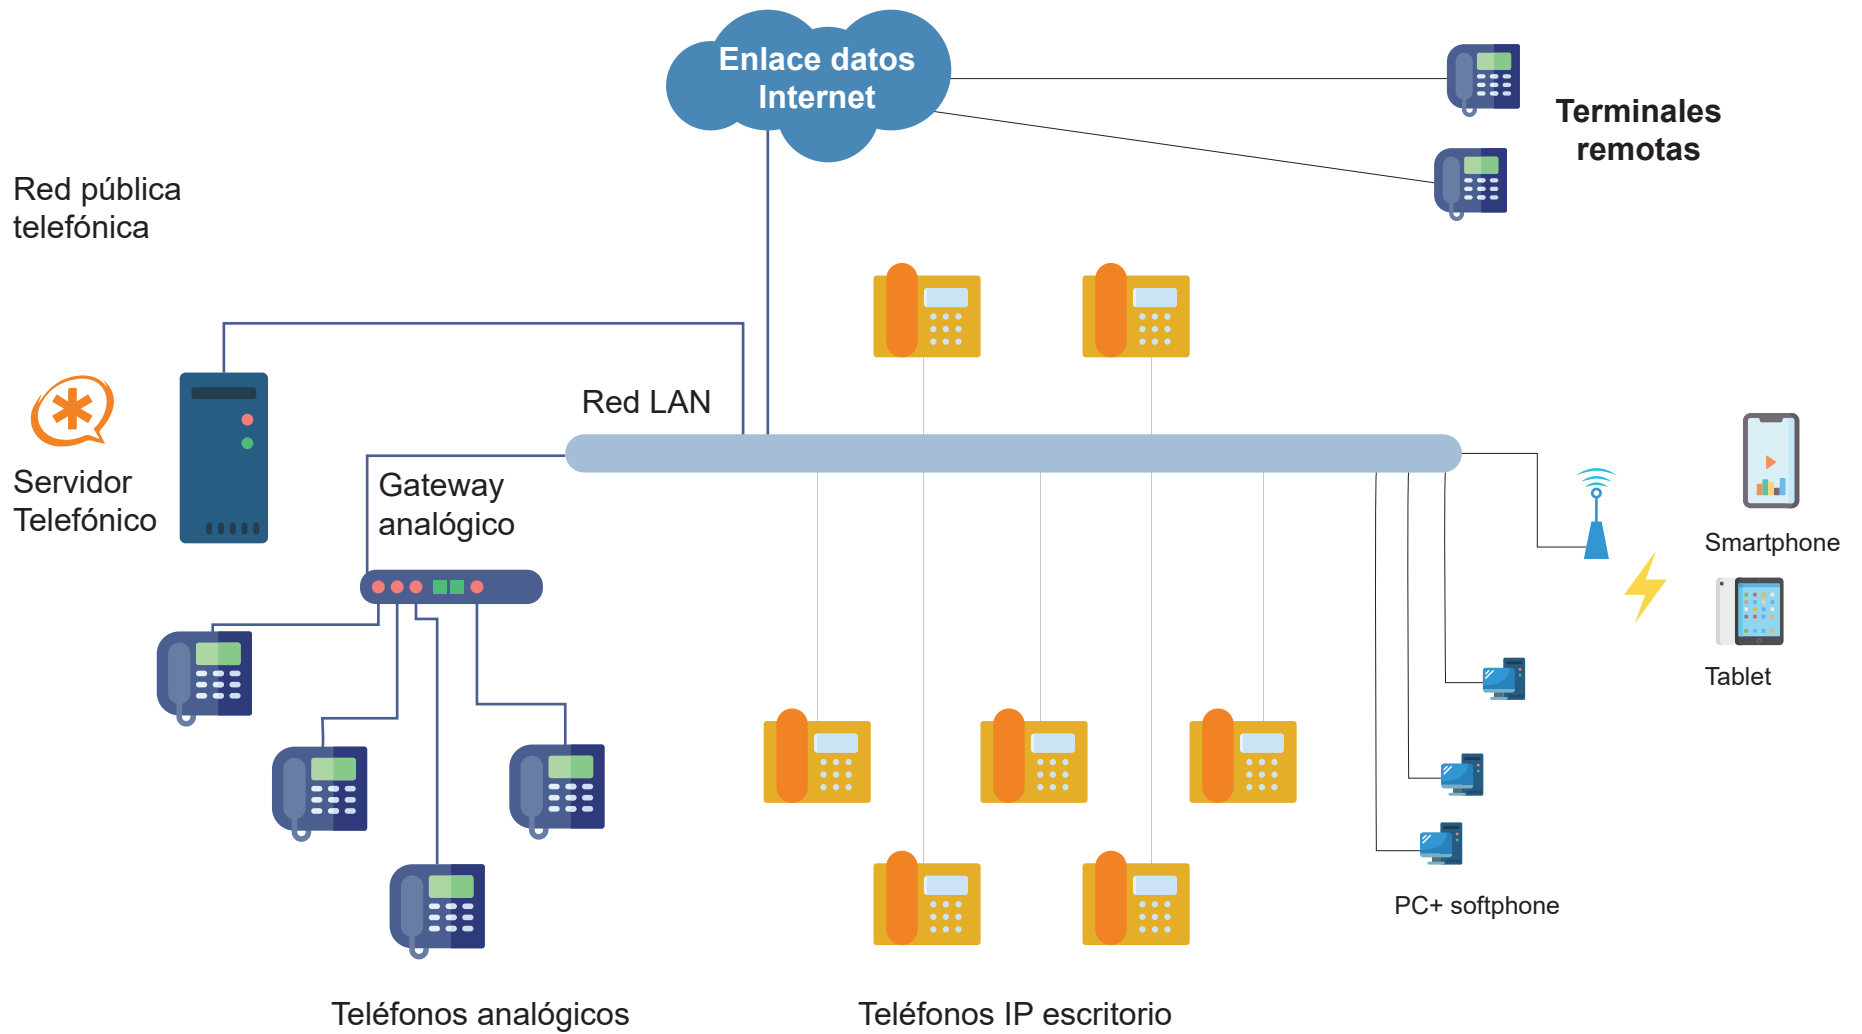 Enlace datos
Internet
Terminales
remotas
Red pública
telefónica
Red LAN
Servidor
Telefónico
Gateway
analógico
Smartphone
Tablet
PC+ softphone
Teléfonos analógicos
Teléfonos IP escritorio